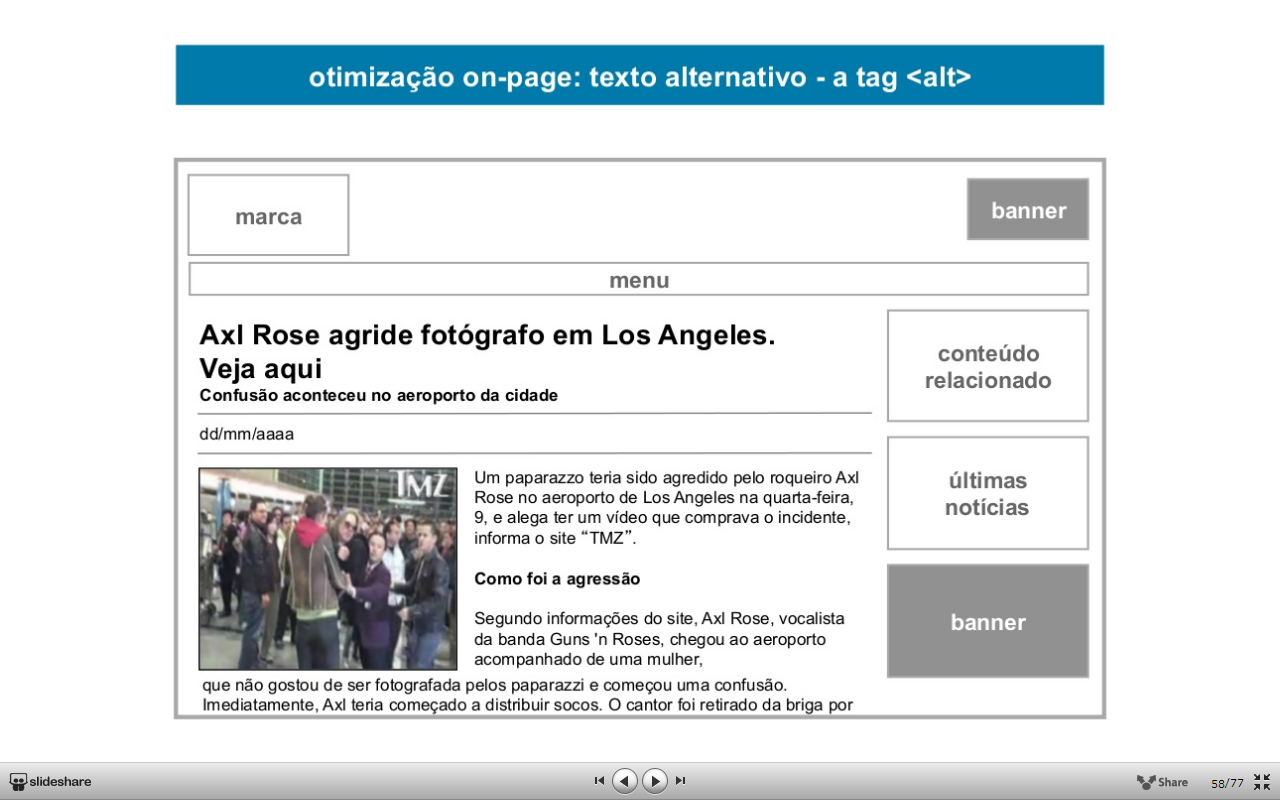 otimização on-page: texto alternativo - a tag <alt>
marca
banner
menu
Axl Rose agride fotógrafo em Los Angeles.
Veja aqui
Confusão aconteceu no aeroporto da cidade
dd/mm/aaaa
TMZ
Um paparazzo teria sido agredido pelo roqueiro Axl
Rose no aeroporto de Los Angeles na quarta-feira,
9, e alega ter um vídeo que comprava o incidente,
informa o site “TMZ”.
Como foi a agressão
Segundo informações do site, Axl Rose, vocalista
da banda Guns 'n Roses, chegou ao aeroporto
acompanhado de uma mulher,
que não gostou de ser fotografada pelos paparazzi e começou uma confusão.
Imediatamente, Axl teria começado a distribuir socos. O cantor foi retirado da briga por
conteúdo
relacionado
últimas
notícias
banner
slideshare
Share
58/77